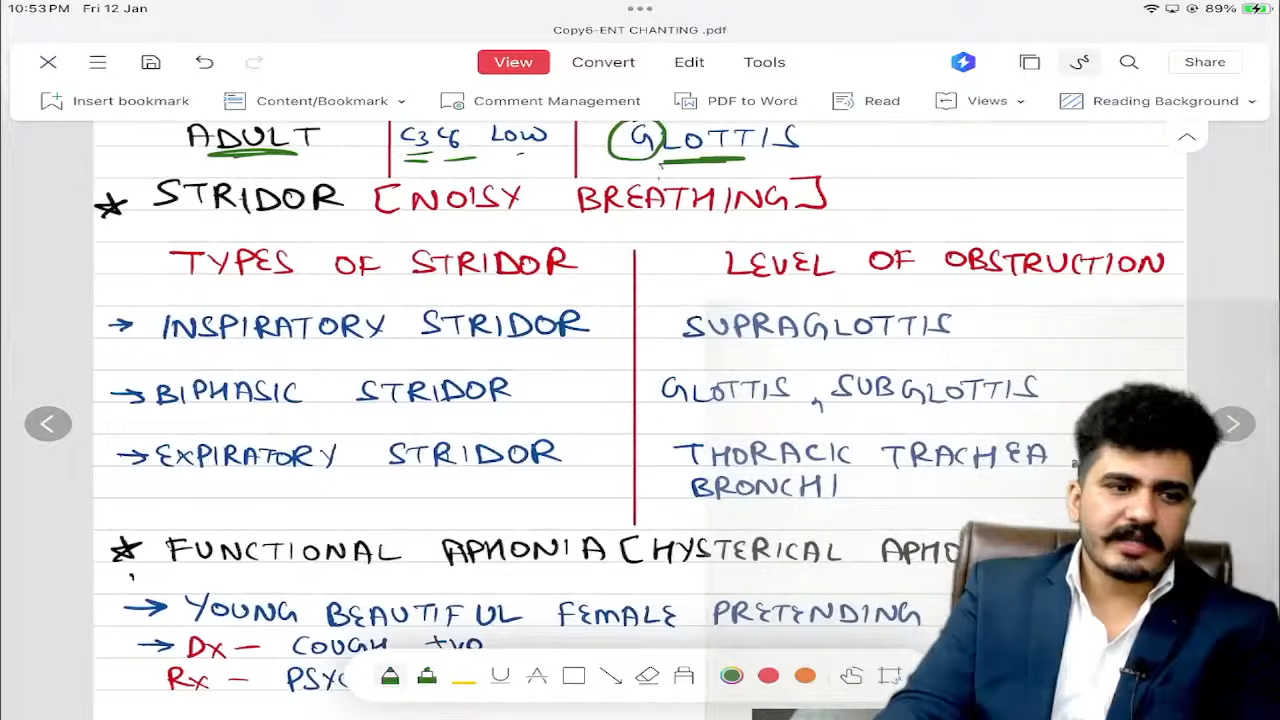 10:53 PM Fri 12 Jan 89%
Copy6-ENT CHANTING .pdf
View Convert Edit Tools Share
Insert bookmark Content/Bookmark Comment Management PDF to Word Read Views Reading Background
ADULT C3 C6 LOW GLOTTIS
STRIDOR [NOISY BREATHING]
TYPES OF STRIDOR LEVEL OF OBSTRUCTION
→ INSPIRATORY STRIDOR SUPRAGLOTTIS
→ BIPHASIC STRIDOR GLOTTIS, SUBGLOTTIS
→ EXPIRATORY STRIDOR THORACIC TRACHEA
BRONCHI
FUNCTIONAL APHONIA [HYSTERICAL APHO
→ YOUNG BEAUTIFUL FEMALE PRETENDING
→ Dx - COUGH
Rx - PSYC